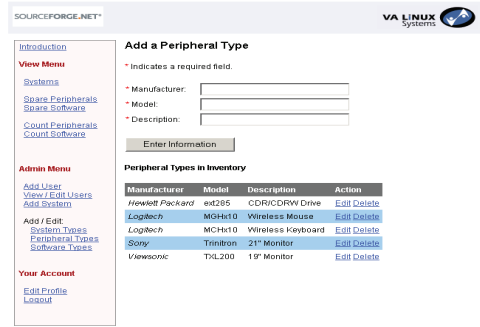 SOURCEFORGE.NET*
VA LINUX
Systems
Introduction
View Menu
Systems
Spare Peripherals
Spare Software
Count Peripherals
Count Software
Admin Menu
Add User
View / Edit Users
Add System
Add / Edit:
System Types
Peripheral Types
Software Types
Your Account
Edit Profile
Logout
Add a Peripheral Type
* Indicates a required field.
* Manufacturer:
* Model:
* Description:
Enter Information
Peripheral Types in Inventory
Manufacturer Model Description Action
Hewlett Packard ext285 CDR/CDRW Drive Edit Delete
Logitech MGHx10 Wireless Mouse Edit Delete
Logitech MCHx10 Wireless Keyboard Edit Delete
Sony Trinitron 21" Monitor Edit Delete
Viewsonic TXL200 19" Monitor Edit Delete